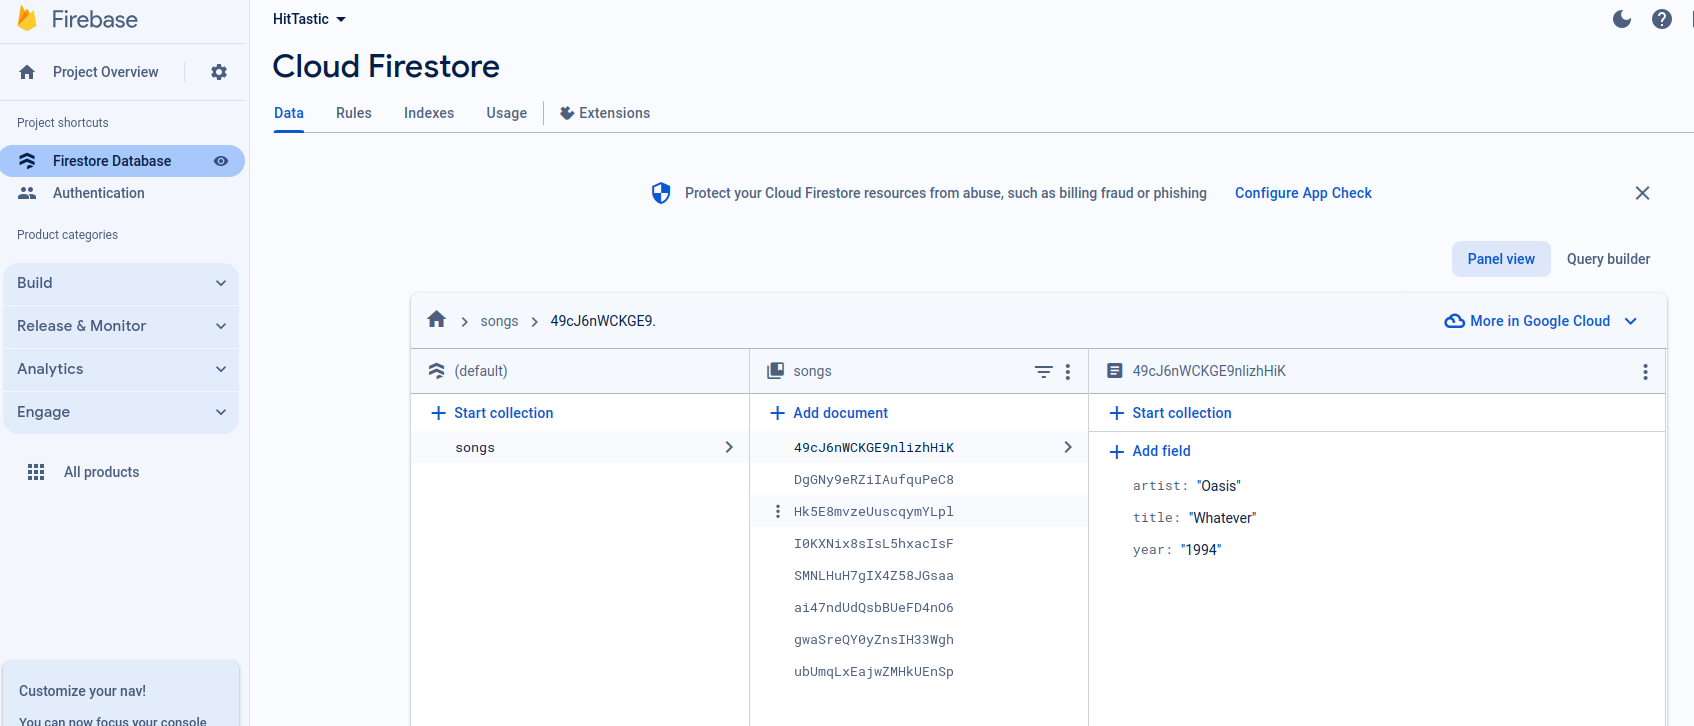 Firebase
Project Overview
Project shortcuts
Firestore Database
Authentication
Product categories
Build
Release & Monitor
Analytics
Engage
All products
Customize your nav!
You can now focus your console
HitTastic
Cloud Firestore
Data Rules Indexes Usage Extensions
Protect your Cloud Firestore resources from abuse, such as billing fraud or phishing Configure App Check
Panel view Query builder
songs 49cJ6nWCKGE9. More in Google Cloud
(default)
Start collection
songs
songs
Add document
49cJ6nWCKGE9nlizhHiK
DgGNy9eRZiIAufquPeC8
Hk5E8mvzeUuscqymYLpl
I0KXNix8sIsL5hxacIsF
SMNLHuH7gIX4Z58JGsaa
ai47ndUdQsbBUeFD4nO6
gwaSreQY0yZnsIH33Wgh
ubUmqLxEajwZMHkUEnSp
49cJ6nWCKGE9nlizhHiK
Start collection
Add field
artist: "Oasis"
title: "Whatever"
year: "1994"